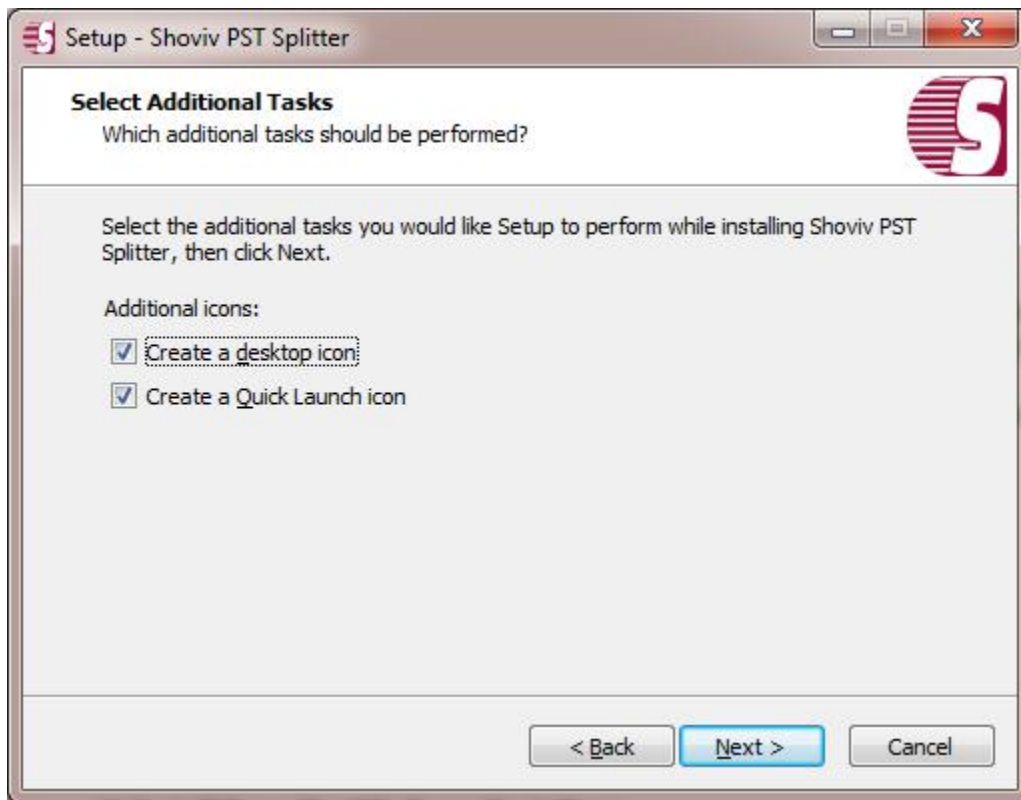 Setup - Shoviv PST Splitter
Select Additional Tasks
Which additional tasks should be performed?
Select the additional tasks you would like Setup to perform while installing Shoviv PST
Splitter, then click Next.
Additional icons:
Create a desktop icon
Create a Quick Launch icon
< Back Next > Cancel